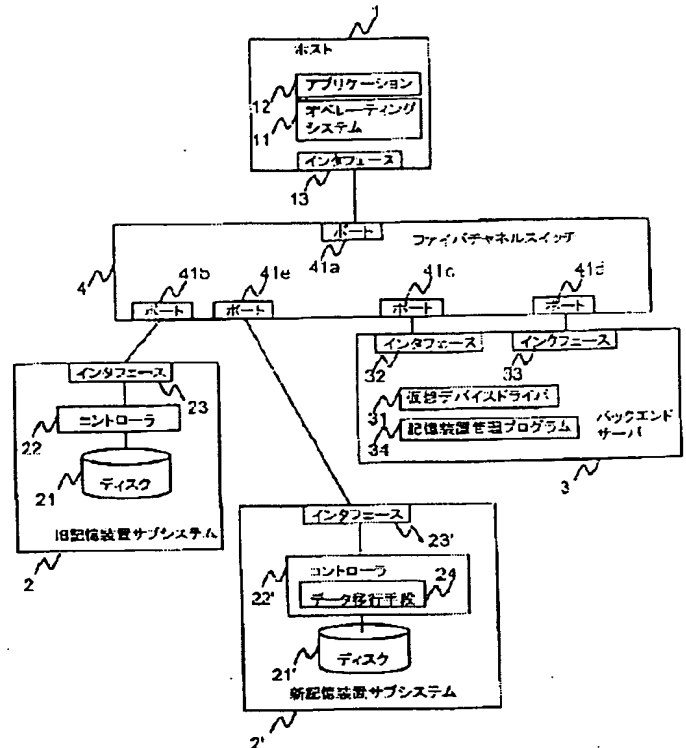 1
ホスト
アプリケーション
12
オペレーティング
システム
11
インタフェース
13
ポート
ファイバチャネルスイッチ
41a
4
41b
41e
41c
41d
ポート
ポート
ポート
ポート
インタフェース
インタフェース
32
33
インタフェース
23
コントローラ
22
ディスク
21
旧記憶装置サブシステム
2
仮想デバイスドライバ
31
記憶装置管理プログラム
34
バックエンド
サーバ
3
インタフェース
23'
コントローラ
24
22'
データ移行手段
ディスク
21'
新記憶装置サブシステム
2'